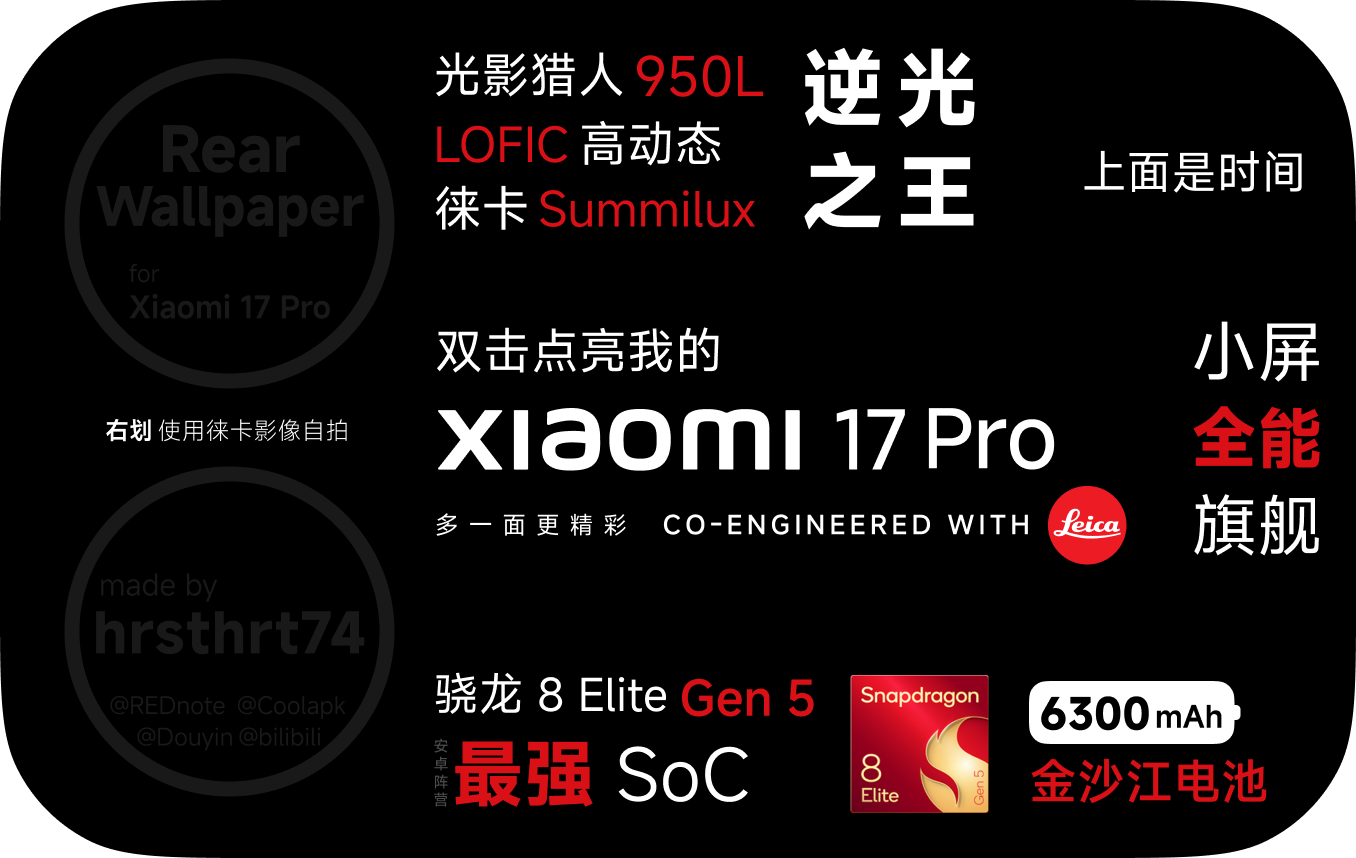 Rear
Wallpaper
for
Xiaomi 17 Pro
右划 使用徕卡影像自拍
made by
hrsthrt74
@REDnote @Coolapk
@Douyin @bilibili
光影猎人 950L
LOFIC 高动态
徕卡 Summilux
逆光
之王
上面是时间
双击点亮我的
xiaomi 17 Pro
多一面更精彩 CO-ENGINEERED WITH Leica
小屏
全能
旗舰
骁龙 8 Elite Gen 5
安卓阵营 最强 SoC
Snapdragon
8
Elite
Gen 5
6300 mAh
金沙江电池